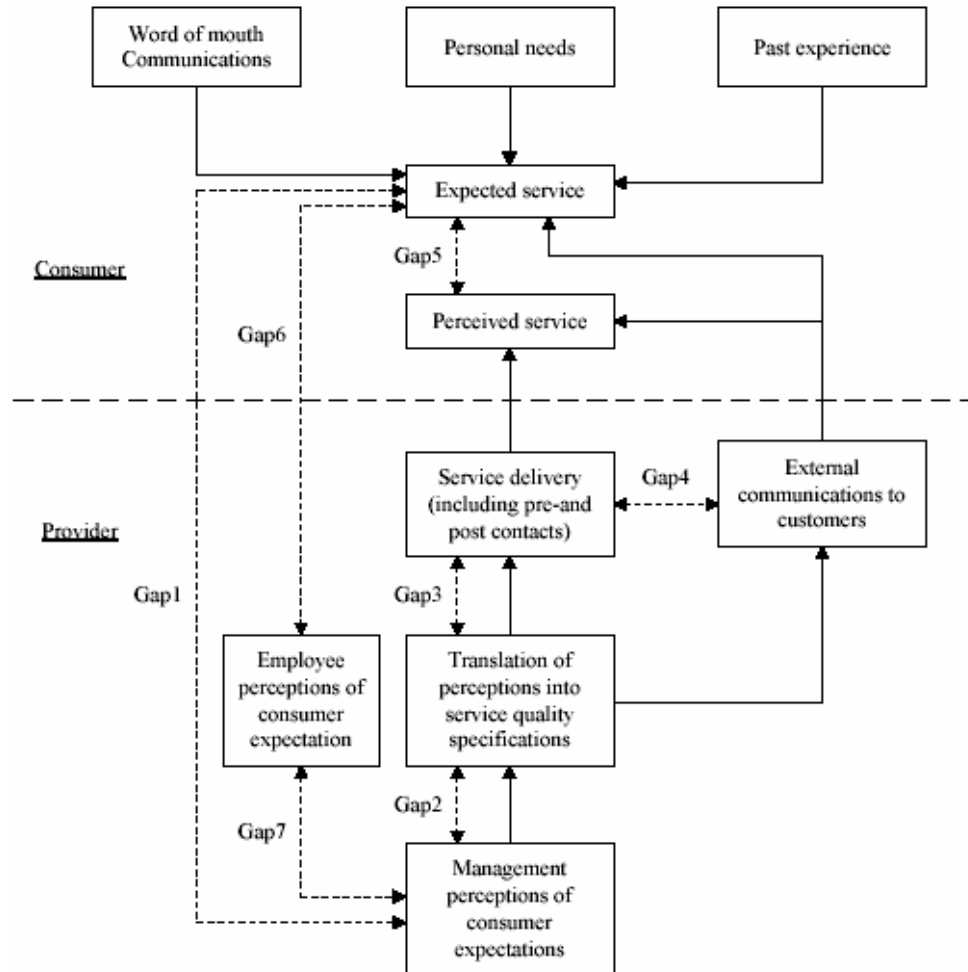 Word of mouth
Communications
Personal needs
Past experience
Expected service
Gap5
Consumer
Perceived service
Gap6
Service delivery
(including pre-and
post contacts)
Gap4
External
communications to
customers
Provider
Gap1
Gap3
Employee
perceptions of
consumer
expectation
Translation of
perceptions into
service quality
specifications
Gap2
Gap7
Management
perceptions of
consumer
expectations